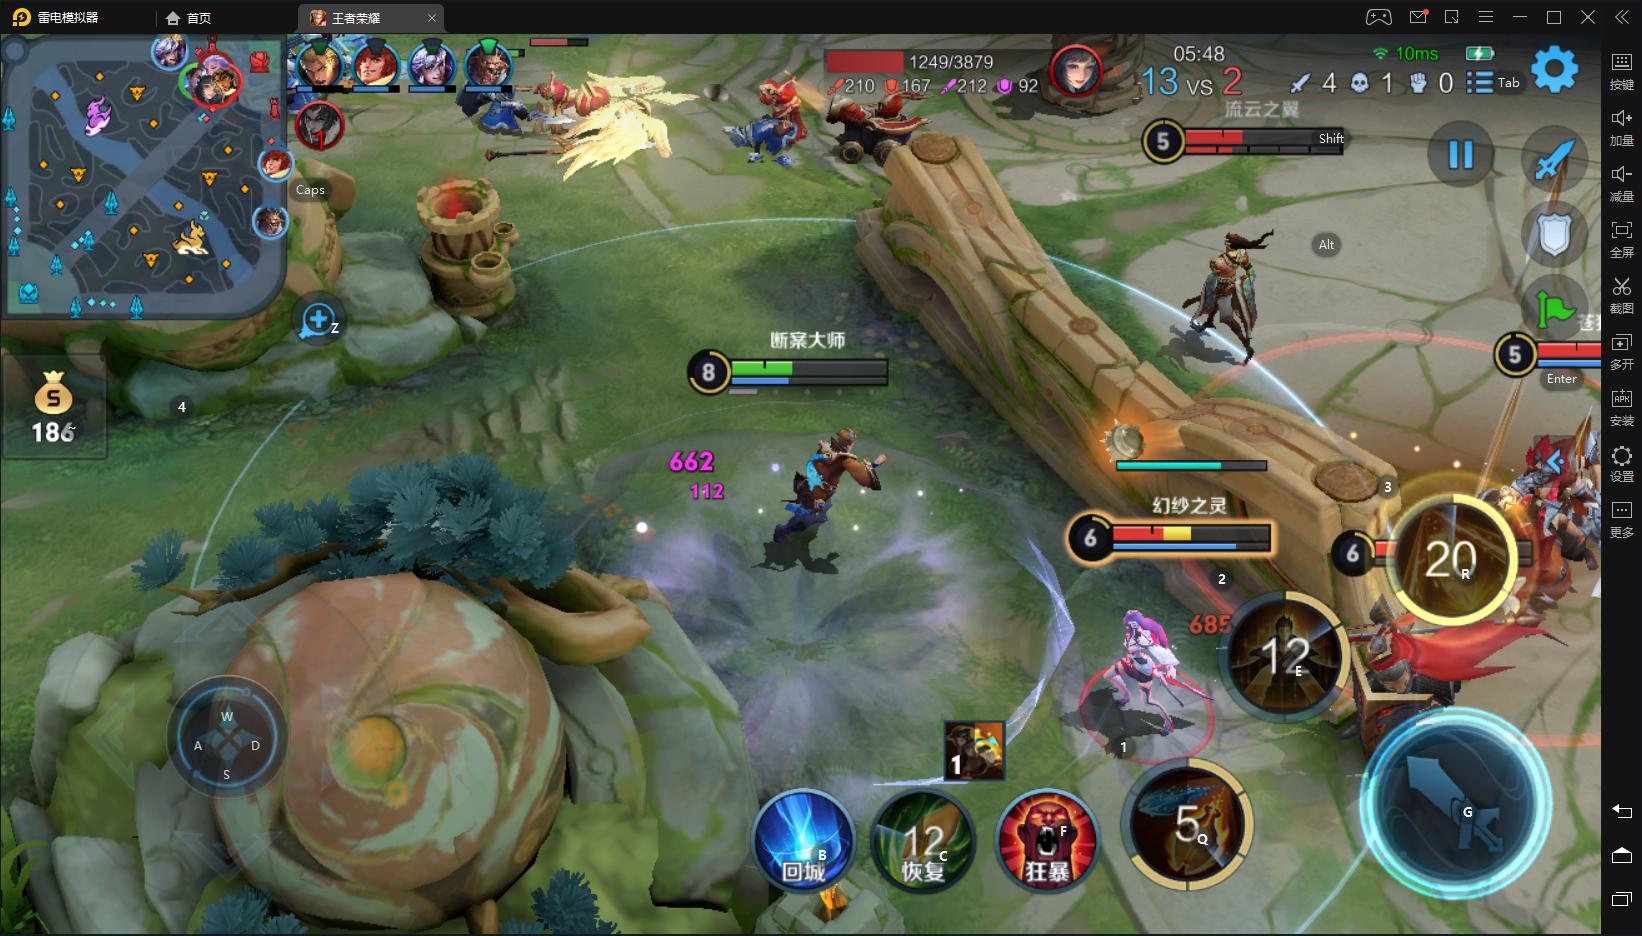 雷电模拟器
首页
王者荣耀
1249/3879
210 167 212 92
05:48
13 vs 2
10ms
4 1 0
Tab
流云之翼
5
Shift
Caps
Alt
Z
186
4
断案大师
8
662
112
5
Enter
3
幻纱之灵
6
6
2
685
20
R
12
E
W
A D
S
1
1
回城
B
12
恢复
C
狂暴
F
5
Q
G
按键
加量
减量
全屏
截图
多开
APK
安装
设置
更多